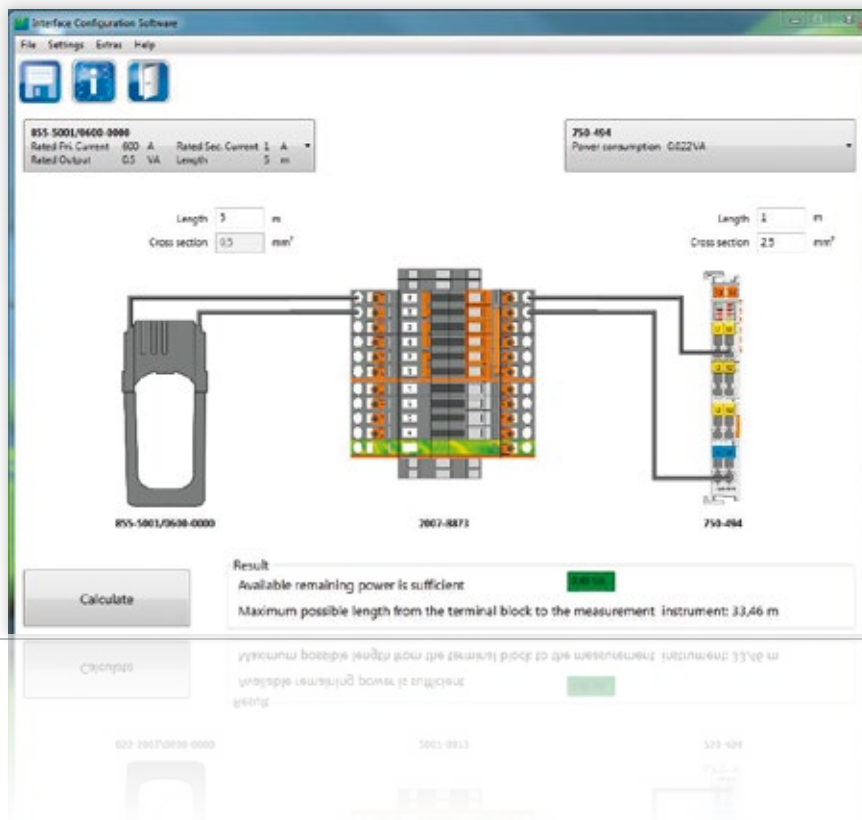 Interface Configuration Software
File Settings Extras Help
855-5001/0600-0000
Rated Pri. Current 600 A Rated Sec. Current 1 A
Rated Output 0.5 VA Length 5 m
750-494
Power consumption 0.022VA
Length 5 m
Cross section 0.5 mm²
Length 1 m
Cross section 2.5 mm²
855-5001/0600-0000
2007-8873
750-494
Calculate
Result
Available remaining power is sufficient
Maximum possible length from the terminal block to the measurement instrument: 33,46 m